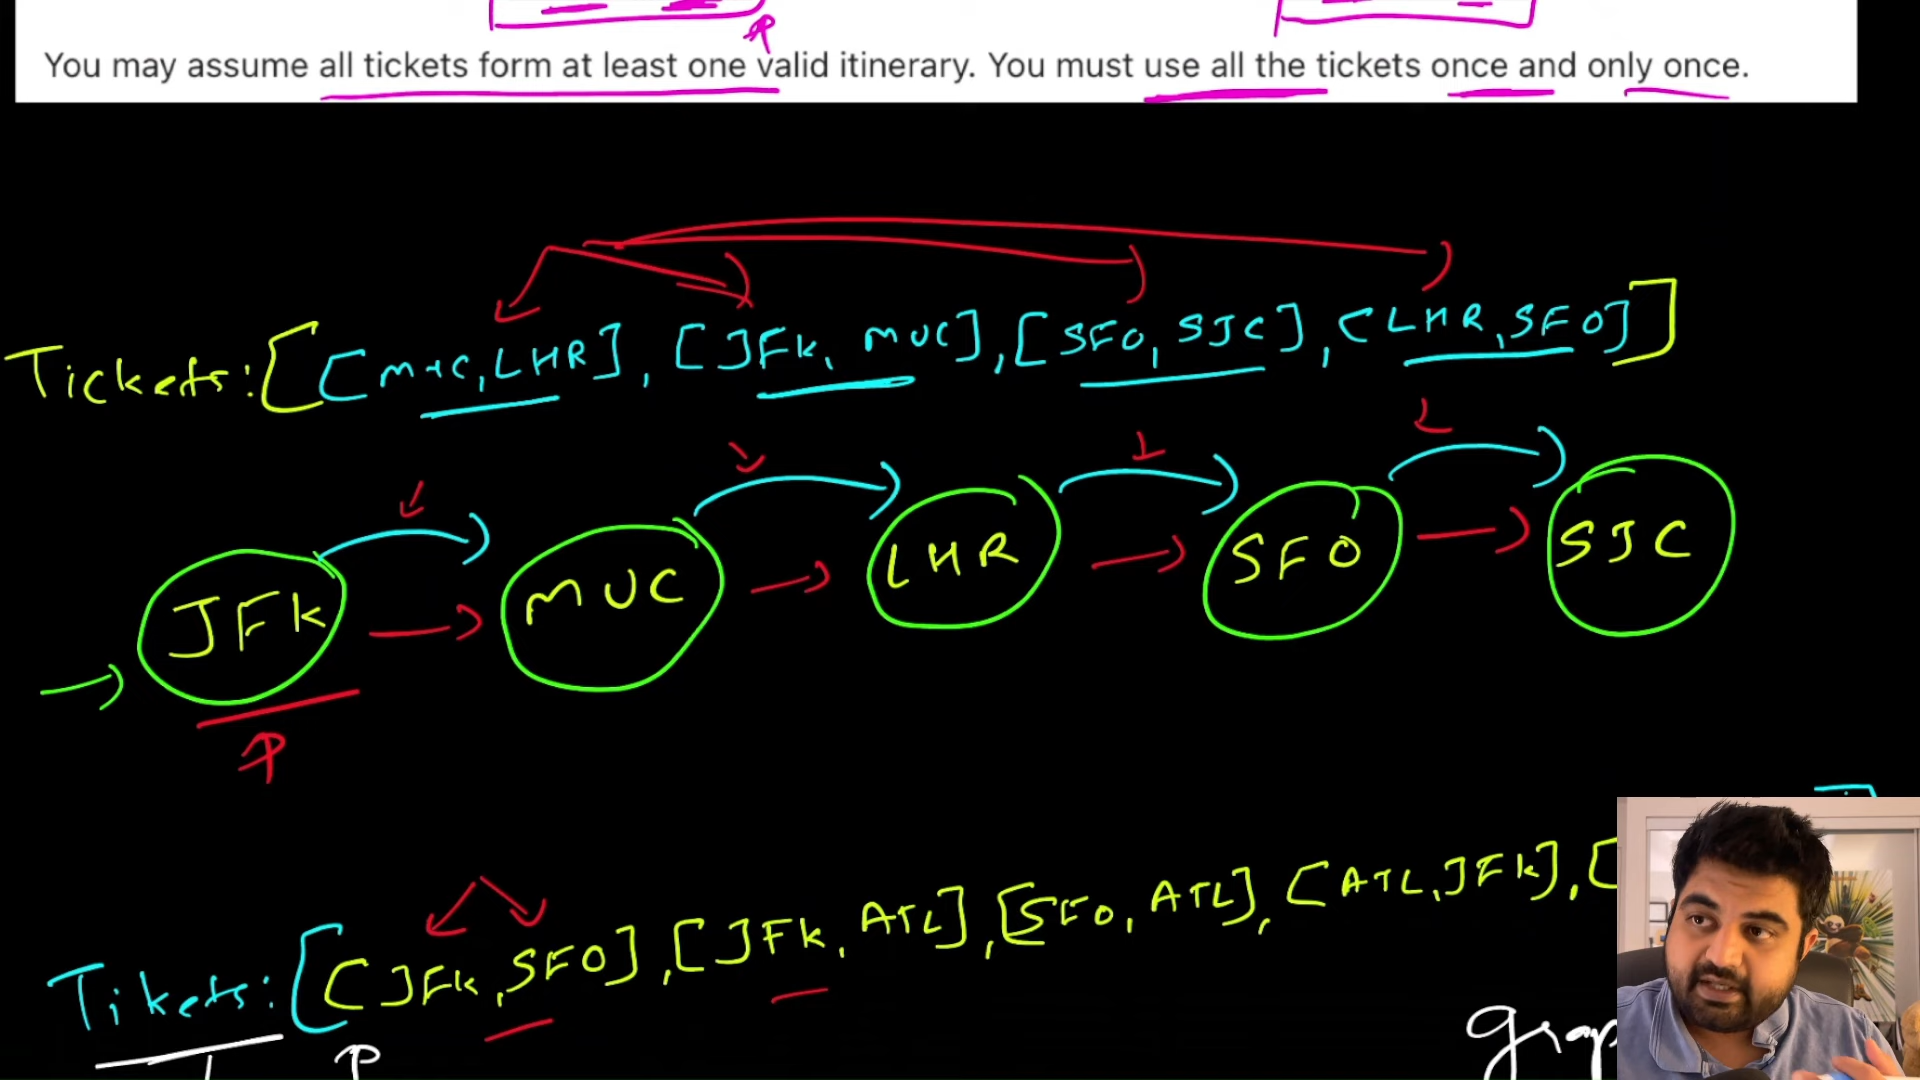 You may assume all tickets form at least one valid itinerary. You must use all the tickets once and only once.
Tickets: [[MUC, LHR], [JFK, MUC], [SFO, SJC], [LHR, SFO]]
JFK MUC LHR SFO SJC
Tikets: [[JFK, SFO], [JFK, ATL], [SFO, ATL], [ATL, JFK], [